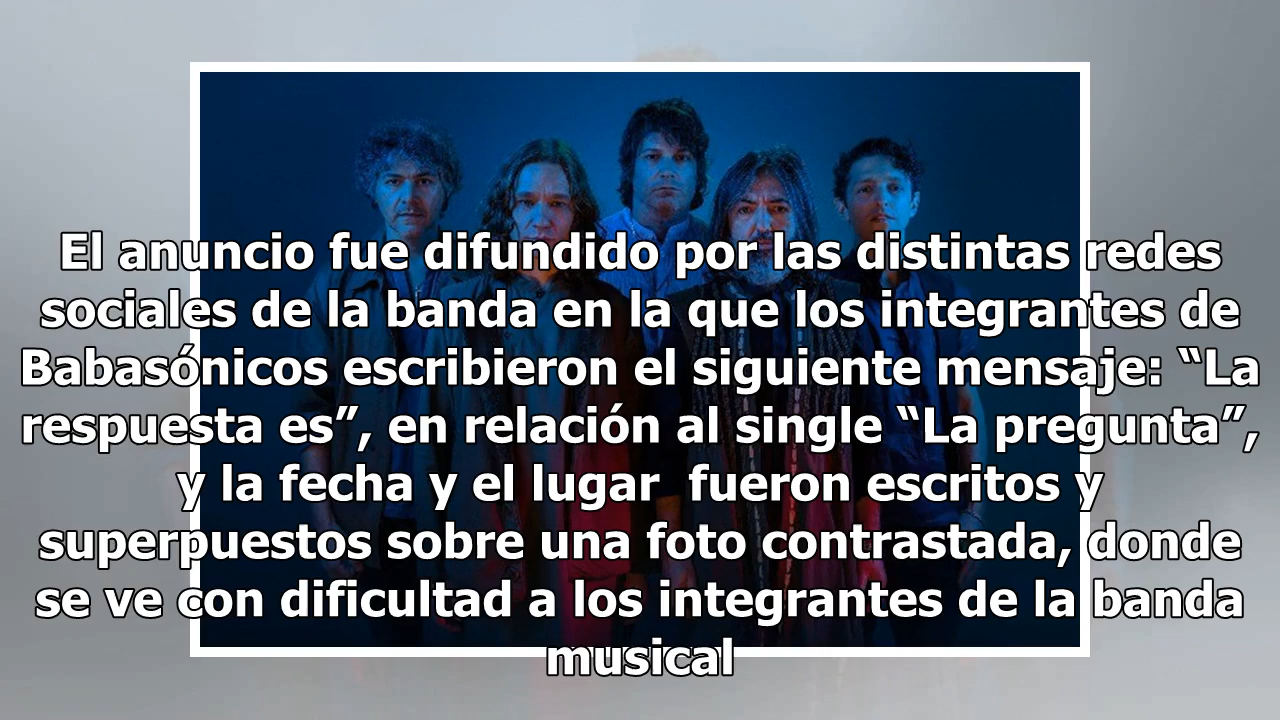 El anuncio fue difundido por las distintas redes
sociales de la banda en la que los integrantes de
Babasónicos escribieron el siguiente mensaje: “La
respuesta es”, en relación al single “La pregunta”,
y la fecha y el lugar  fueron escritos y
superpuestos sobre una foto contrastada, donde
se ve con dificultad a los integrantes de la banda
musical